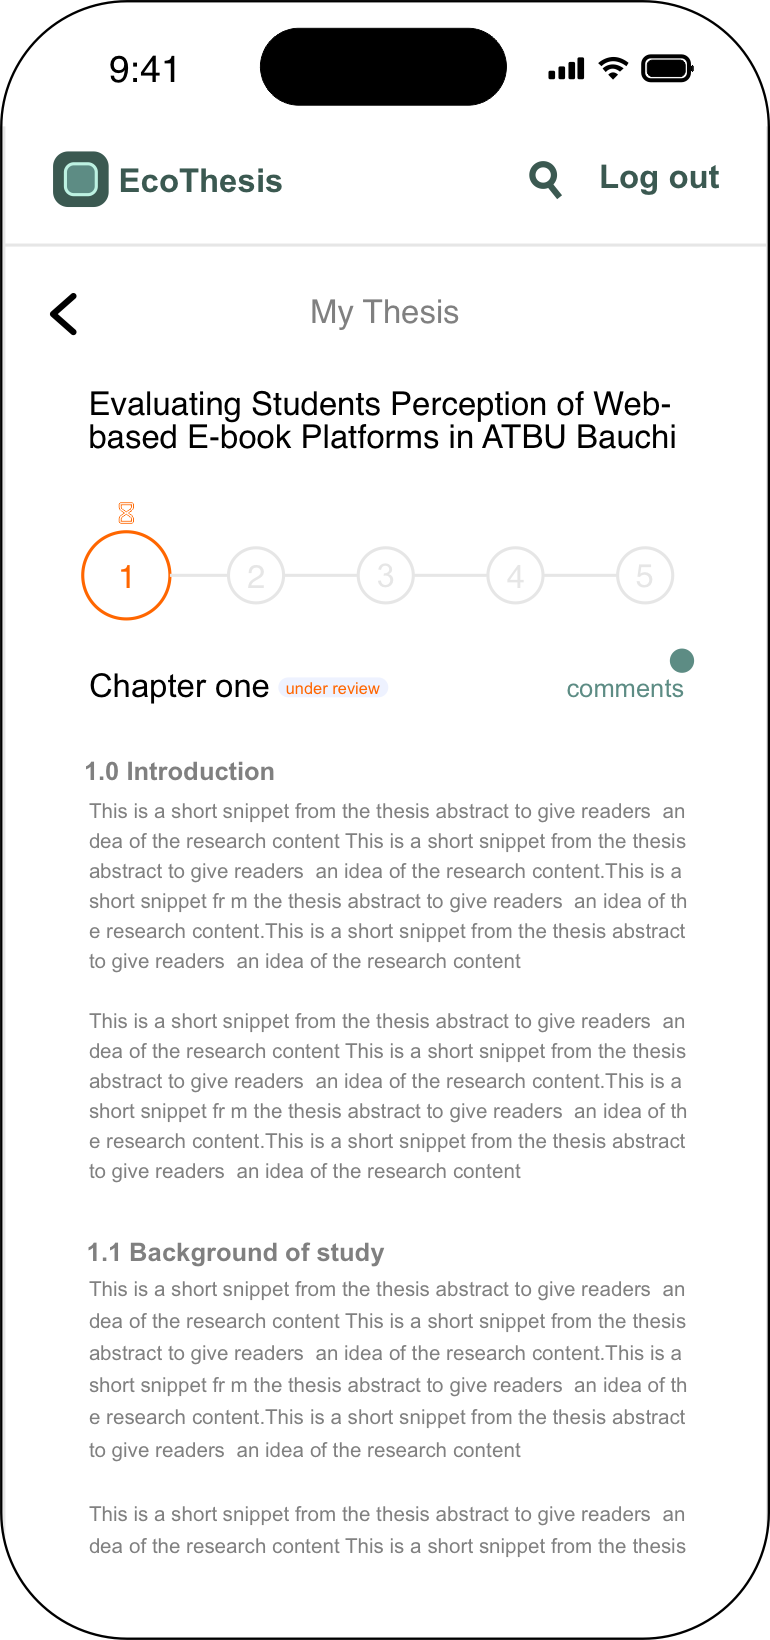 9:41
EcoThesis
Log out
My Thesis
Evaluating Students Perception of Web-
based E-book Platforms in ATBU Bauchi
1 2 3 4 5
Chapter one under review comments
1.0 Introduction
This is a short snippet from the thesis abstract to give readers  an
dea of the research content This is a short snippet from the thesis
abstract to give readers  an idea of the research content.This is a
short snippet fr m the thesis abstract to give readers  an idea of th
e research content.This is a short snippet from the thesis abstract
to give readers  an idea of the research content
This is a short snippet from the thesis abstract to give readers  an
dea of the research content This is a short snippet from the thesis
abstract to give readers  an idea of the research content.This is a
short snippet fr m the thesis abstract to give readers  an idea of th
e research content.This is a short snippet from the thesis abstract
to give readers  an idea of the research content
1.1 Background of study
This is a short snippet from the thesis abstract to give readers  an
dea of the research content This is a short snippet from the thesis
abstract to give readers  an idea of the research content.This is a
short snippet fr m the thesis abstract to give readers  an idea of th
e research content.This is a short snippet from the thesis abstract
to give readers  an idea of the research content
This is a short snippet from the thesis abstract to give readers  an
dea of the research content This is a short snippet from the thesis